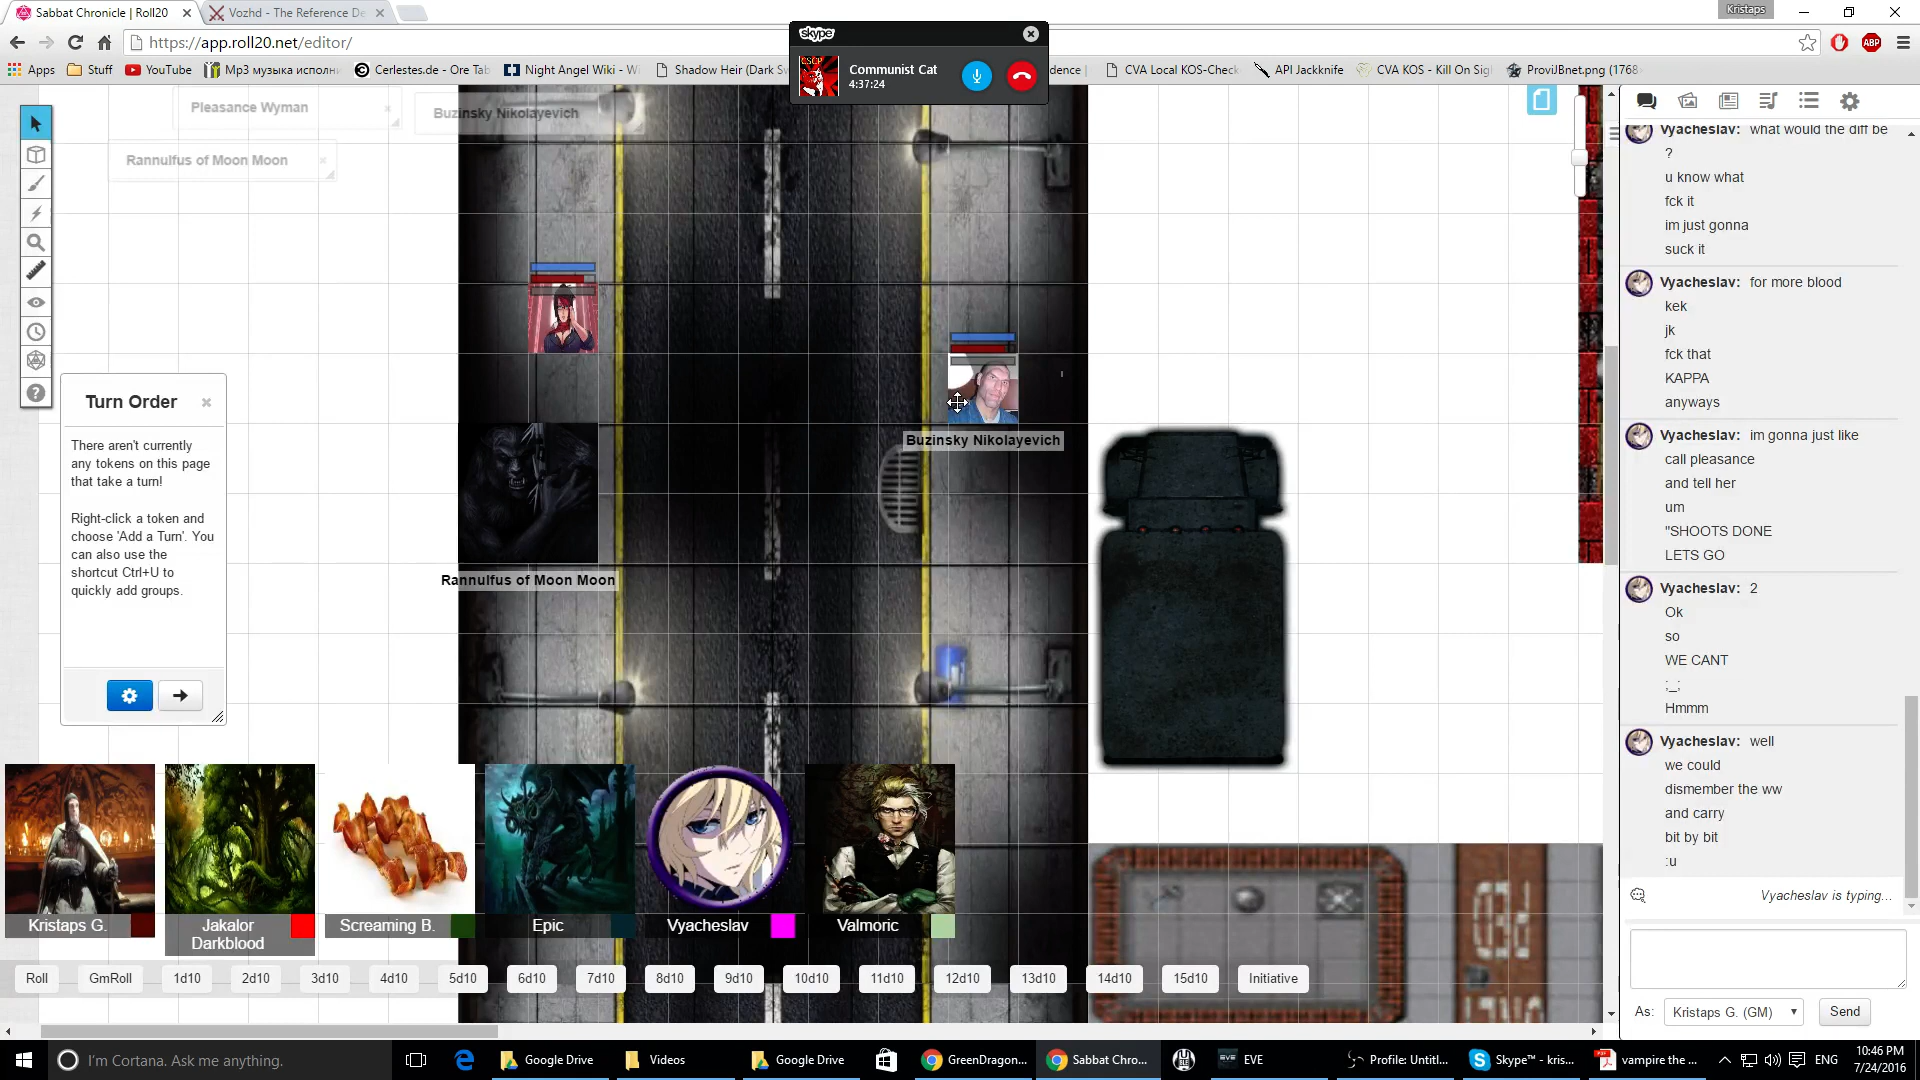 Sabbat Chronicle | Roll20
Vozhd - The Reference De
Kristaps
https://app.roll20.net/editor/
Apps
Stuff
YouTube
Mp3 музыка исполни
Cerlestes.de - Ore Tab
Night Angel Wiki - Wi
Shadow Heir (Dark Sw
dence |
CVA Local KOS-Check
API Jackknife
CVA KOS - Kill On Sigh
ProviJBnet.png (1768×
skype
CSCP
Communist Cat
4:37:24
Pleasance Wyman
Buzinsky Nikolayevich
Rannulfus of Moon Moon
Turn Order
There aren't currently
any tokens on this page
that take a turn!
Right-click a token and
choose 'Add a Turn'. You
can also use the
shortcut Ctrl+U to
quickly add groups.
Buzinsky Nikolayevich
Rannulfus of Moon Moon
Vyacheslav: what would the diff be
?
u know what
fck it
im just gonna
suck it
Vyacheslav: for more blood
kek
jk
fck that
KAPPA
anyways
Vyacheslav: im gonna just like
call pleasance
and tell her
um
"SHOOTS DONE
LETS GO
Vyacheslav: 2
Ok
so
WE CANT
;_;
Hmmm
Vyacheslav: well
we could
dismember the ww
and carry
bit by bit
:u
Vyacheslav is typing...
As: Kristaps G. (GM)
Send
Kristaps G.
Jakalor
Darkblood
Screaming B.
Epic
Vyacheslav
Valmoric
Roll
GmRoll
1d10
2d10
3d10
4d10
5d10
6d10
7d10
8d10
9d10
10d10
11d10
12d10
13d10
14d10
15d10
Initiative
I'm Cortana. Ask me anything.
Google Drive
Videos
Google Drive
GreenDragon...
Sabbat Chro...
EVE
Profile: Untitl...
Skype™ - kris...
vampire the ...
ENG
10:46 PM
7/24/2016